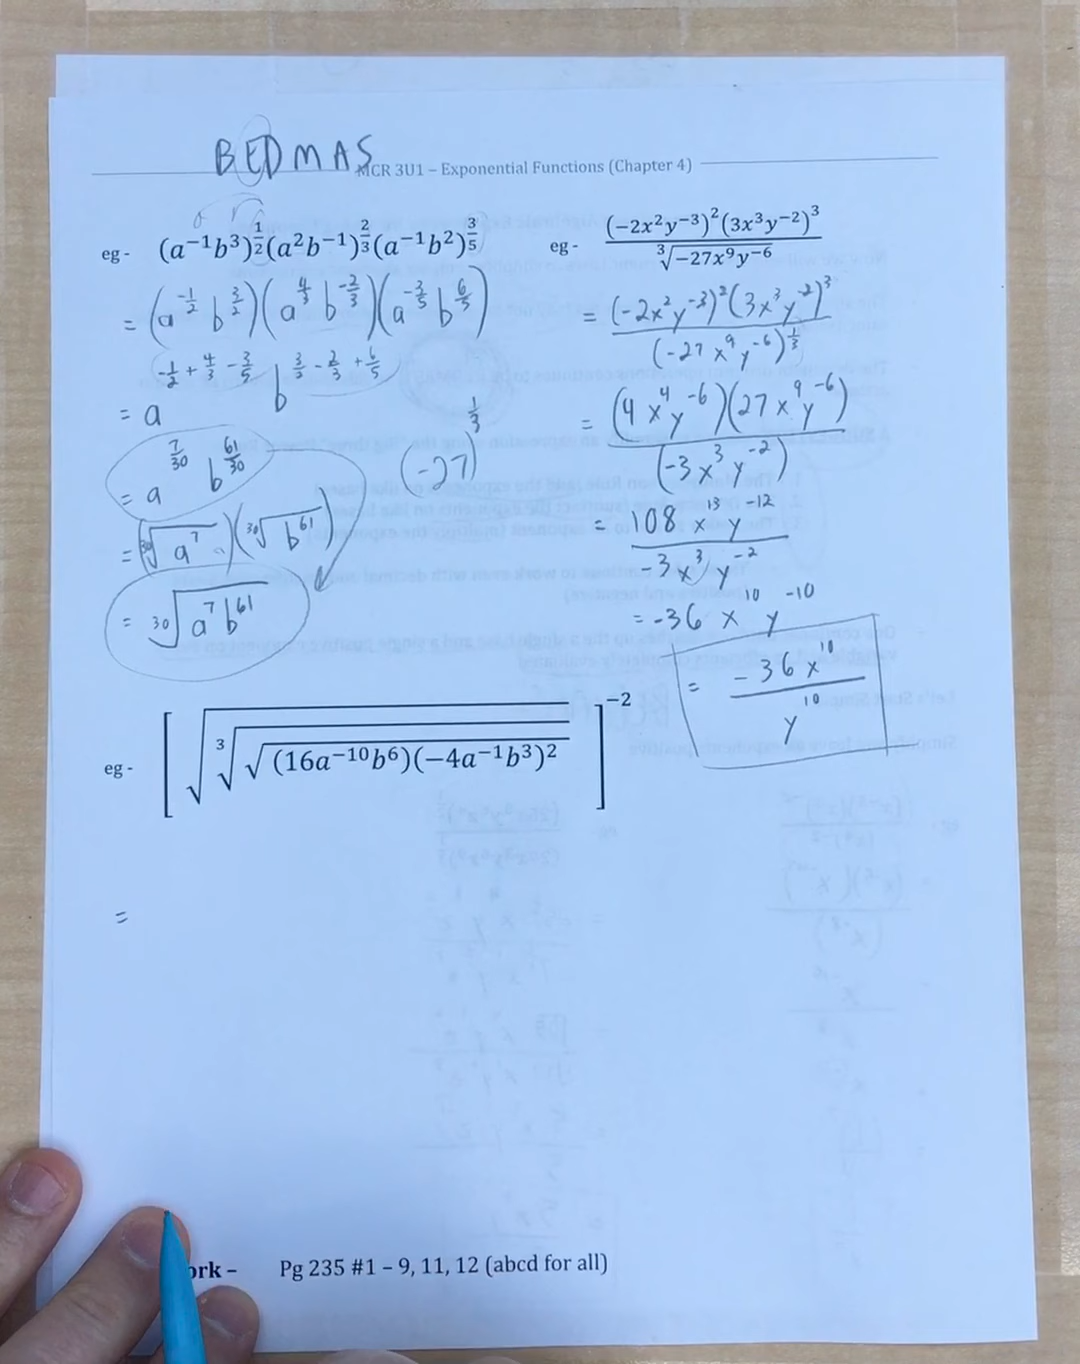 BEDMAS
MCR 3U1 – Exponential Functions (Chapter 4)
eg - (a⁻¹b³)^(1/2)(a²b⁻¹)^(2/3)(a⁻¹b²)^(3/5)
= (a^(-1/2) b^(3/2))(a^(4/3) b^(-2/3))(a^(-3/5) b^(6/5))
= a^(-1/2 + 4/3 - 3/5) b^(3/2 - 2/3 + 6/5)
= a^(7/30) b^(61/30)
(-27)^(1/3)
= (³⁰√a⁷)(³⁰√b⁶¹)
= ³⁰√a⁷b⁶¹
eg - (−2x²y⁻³)²(3x³y⁻²)³ / ³√−27x⁹y⁻⁶
= (-2x²y⁻³)²(3x³y⁻²)³ / (-27x⁹y⁻⁶)^(1/3)
= (4x⁴y⁻⁶)(27x⁹y⁻⁶) / (-3x³y⁻²)
= 108x¹³y⁻¹² / -3x³y⁻²
= -36x¹⁰y⁻¹⁰
= -36x¹⁰ / y¹⁰
eg - [√³√√(16a⁻¹⁰b⁶)(−4a⁻¹b³)²]⁻²
=
ork – Pg 235 #1 – 9, 11, 12 (abcd for all)